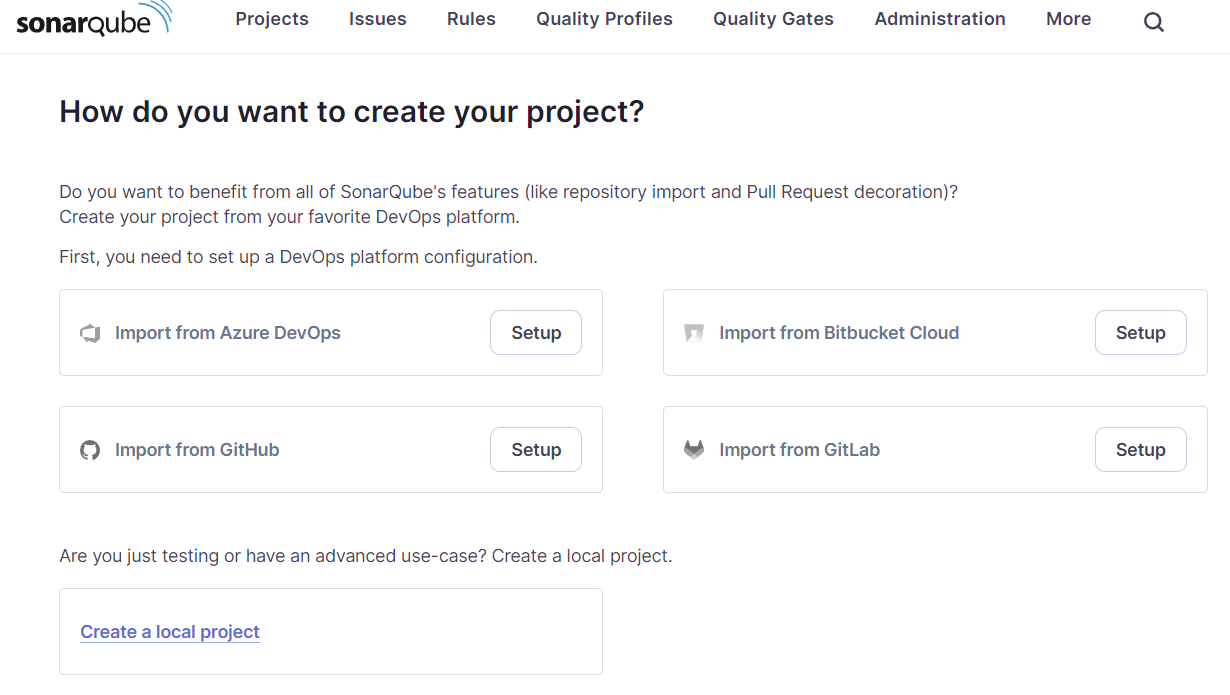 sonarqube
Projects Issues Rules Quality Profiles Quality Gates Administration More
How do you want to create your project?
Do you want to benefit from all of SonarQube's features (like repository import and Pull Request decoration)?
Create your project from your favorite DevOps platform.
First, you need to set up a DevOps platform configuration.
Import from Azure DevOps Setup
Import from Bitbucket Cloud Setup
Import from GitHub Setup
Import from GitLab Setup
Are you just testing or have an advanced use-case? Create a local project.
Create a local project